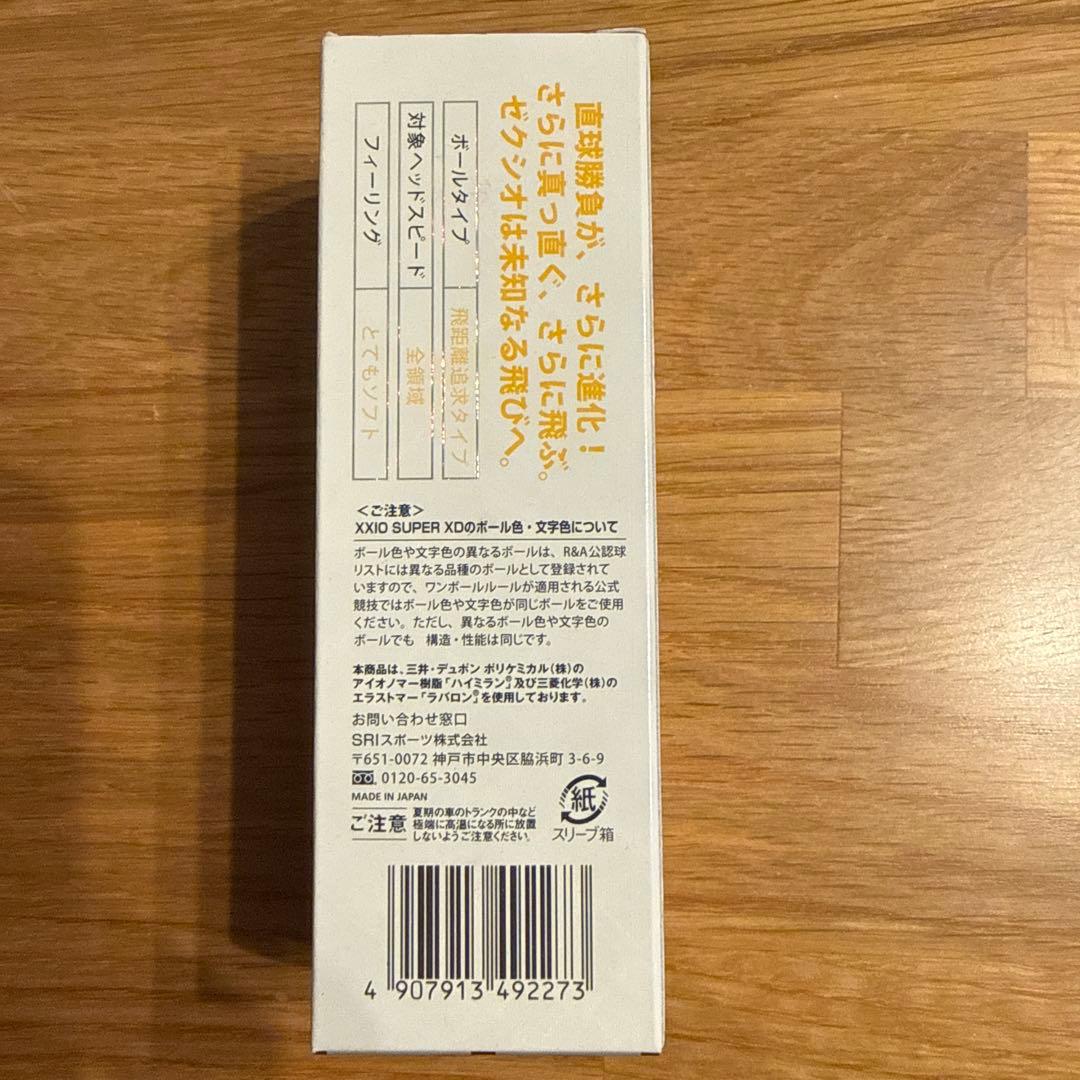 直球勝負が、さらに進化！
さらに真っ直ぐ、さらに飛ぶ。
ゼクシオは未知なる飛びへ。
ボールタイプ 飛距離追求タイプ
対象ヘッドスピード 全領域
フィーリング とてもソフト
＜ご注意＞
XXIO SUPER XDのボール色・文字色について
ボール色や文字色の異なるボールは、R&A公認球
リストには異なる品種のボールとして登録されて
いますので、ワンボールルールが適用される公式
競技ではボール色や文字色が同じボールをご使用
ください。ただし、異なるボール色や文字色の
ボールでも　構造・性能は同じです。
本商品は、三井・デュポン ポリケミカル（株）の
アイオノマー樹脂「ハイミラン®」及び三菱化学（株）の
エラストマー「ラバロン®」を使用しております。
お問い合わせ窓口
SRIスポーツ株式会社
〒651-0072 神戸市中央区脇浜町 3-6-9
0120-65-3045
MADE IN JAPAN
ご注意
夏期の車のトランクの中など
極端に高温になる所に放置
しないようご注意ください。
紙
スリーブ箱
4 907913 492273